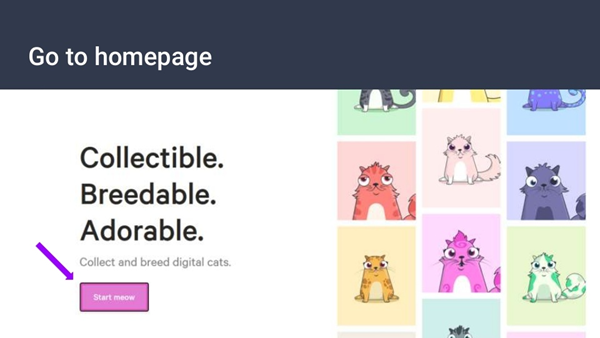 Go to homepage
Collectible.
Breedable.
Adorable.
Collect and breed digital cats.
Start meow